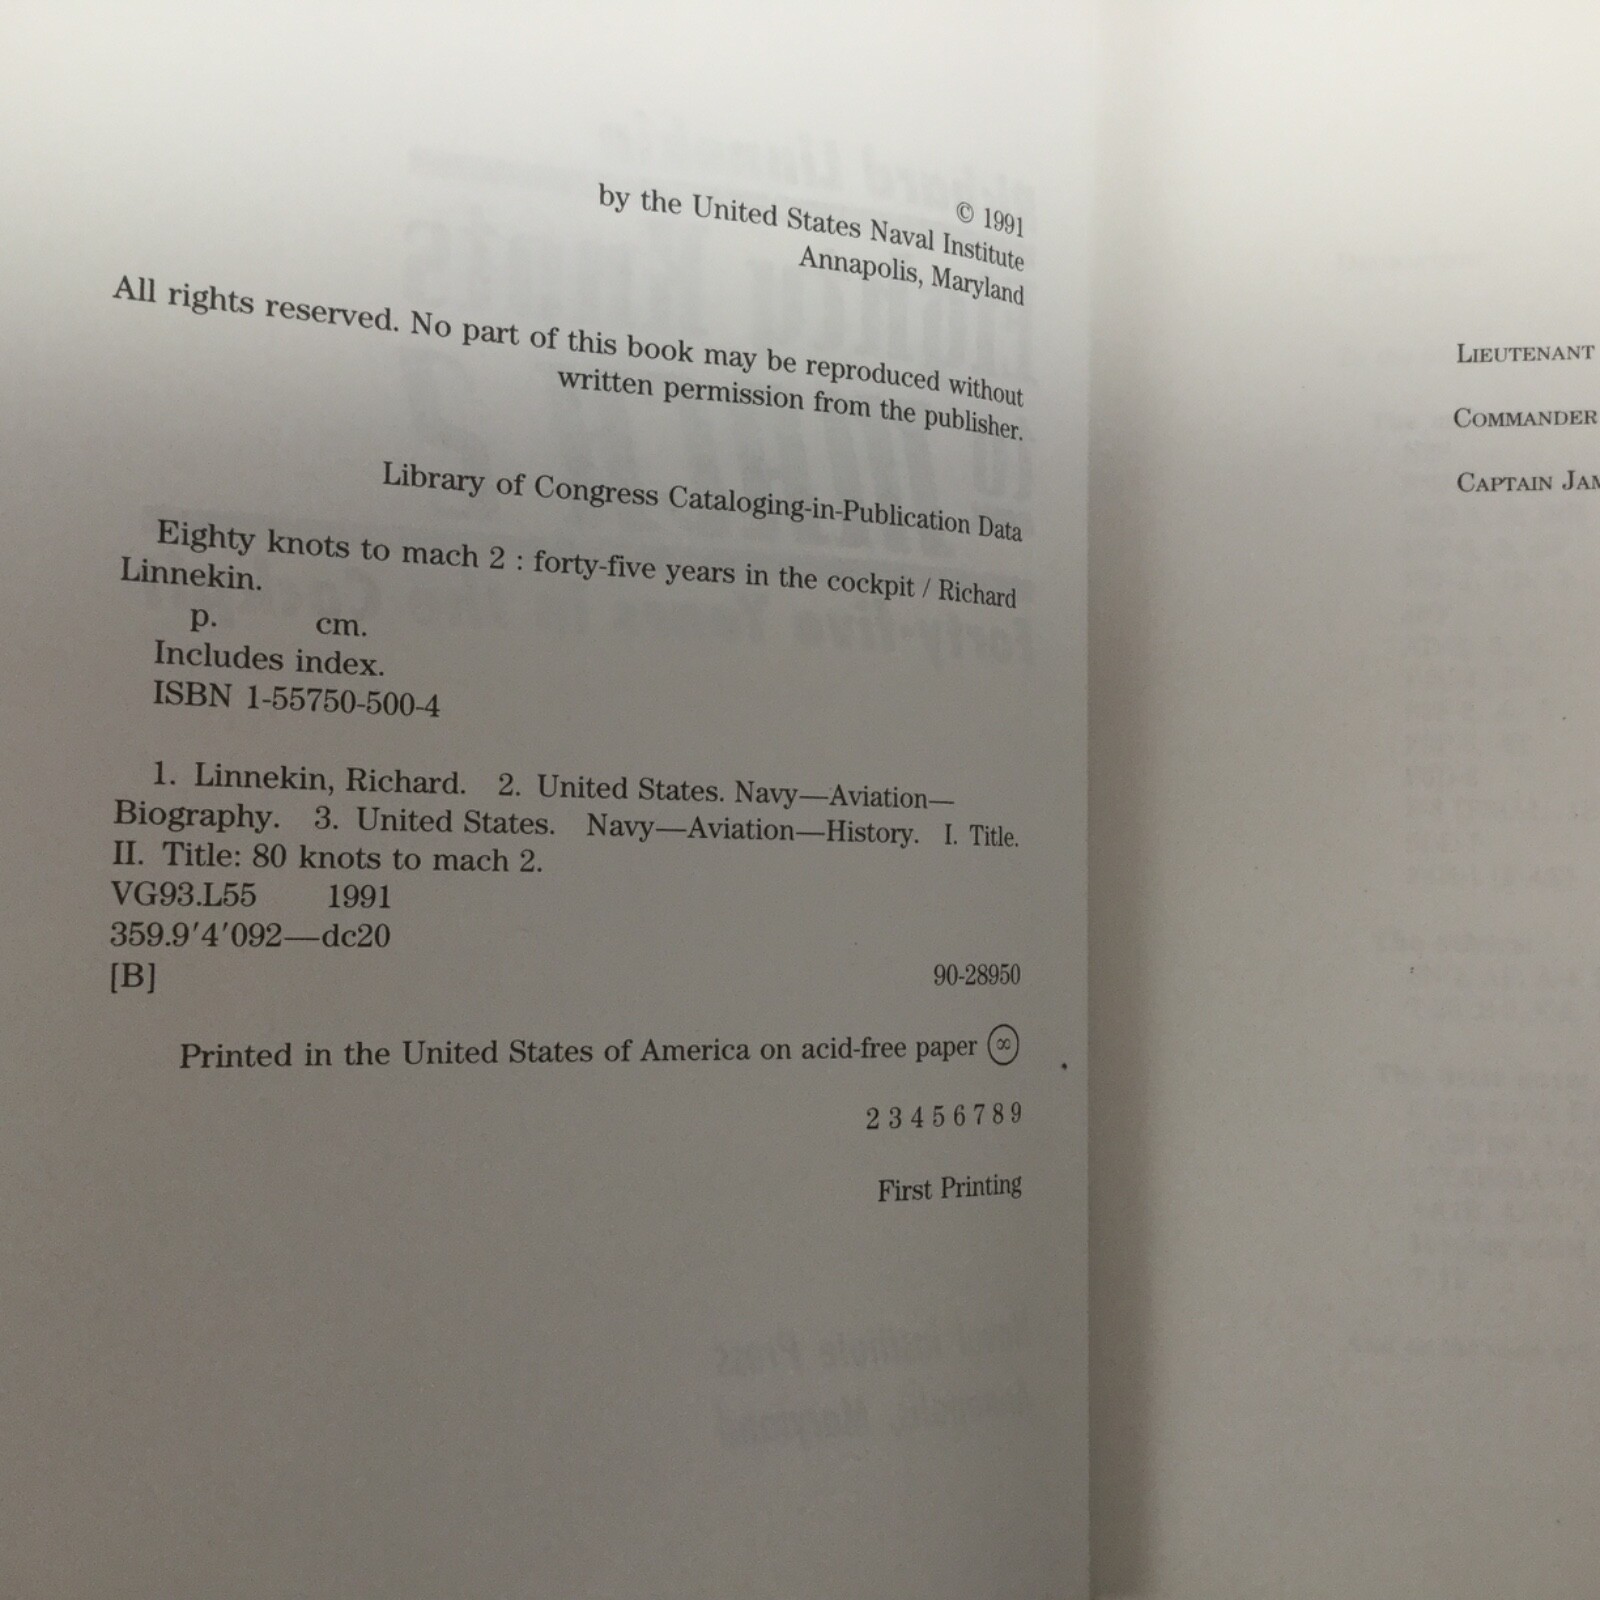 © 1991
by the United States Naval Institute
Annapolis, Maryland
All rights reserved. No part of this book may be reproduced without
written permission from the publisher.
Library of Congress Cataloging-in-Publication Data
Eighty knots to mach 2 : forty-five years in the cockpit / Richard
Linnekin.
p. cm.
Includes index.
ISBN 1-55750-500-4
1. Linnekin, Richard. 2. United States. Navy—Aviation—
Biography. 3. United States. Navy—Aviation—History. I. Title.
II. Title: 80 knots to mach 2.
VG93.L55 1991
359.9′4′092—dc20
[B] 90-28950
Printed in the United States of America on acid-free paper ∞
2 3 4 5 6 7 8 9
First Printing
LIEUTENANT
COMMANDER
CAPTAIN